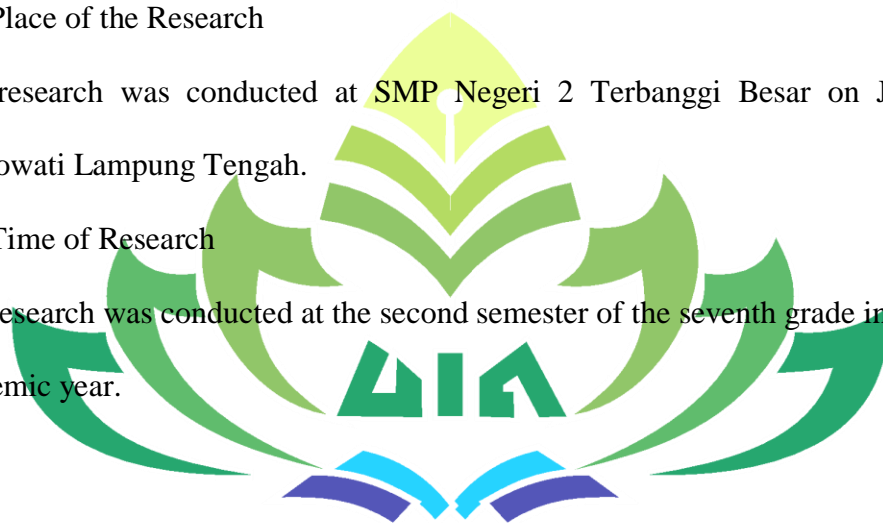 Place of the Research
research was conducted at SMP Negeri 2 Terbanggi Besar on J
owati Lampung Tengah.
Time of Research
esearch was conducted at the second semester of the seventh grade in
emic year.
UIN